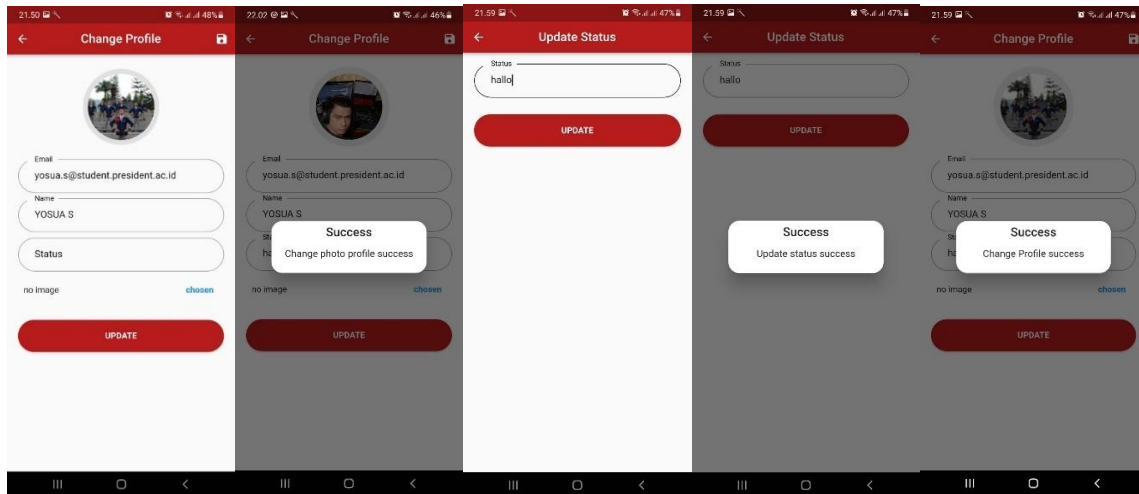 21.50 48%
Change Profile
Email
yosua.s@student.president.ac.id
Name
YOSUA S
Status
no image chosen
UPDATE
22.02 46%
Change Profile
Email
yosua.s@student.president.ac.id
Name
YOSUA S
Sta
ha
Success
Change photo profile success
no image chosen
UPDATE
21.59 47%
Update Status
Status
hallo
UPDATE
21.59 47%
Update Status
Status
hallo
UPDATE
Success
Update status success
21.59 47%
Change Profile
Email
yosua.s@student.president.ac.id
Name
YOSUA S
Sta
ha
Success
Change Profile success
no image chosen
UPDATE